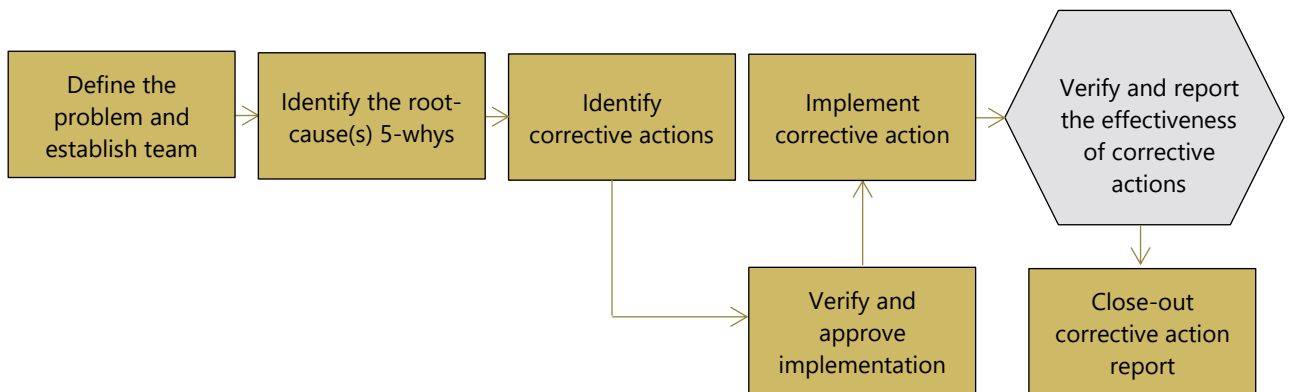 Define the
problem and
establish team
Identify the root-
cause(s) 5-whys
Identify
corrective actions
Implement
corrective action
Verify and report
the effectiveness
of corrective
actions
Verify and
approve
implementation
Close-out
corrective action
report